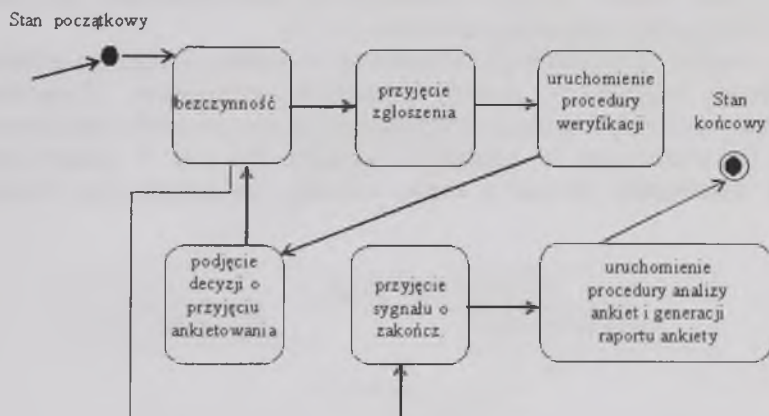 Stan początkowy
bezczynność
przyjęcie
zgłoszenia
uruchomienie
procedury
weryfikacji
Stan
końcowy
podjęcie
decyzji o
przyjęciu
ankietowania
przyjęcie
sygnału o
zakończ.
uruchomienie
procedury analizy
ankiet i generacji
raportu ankiety